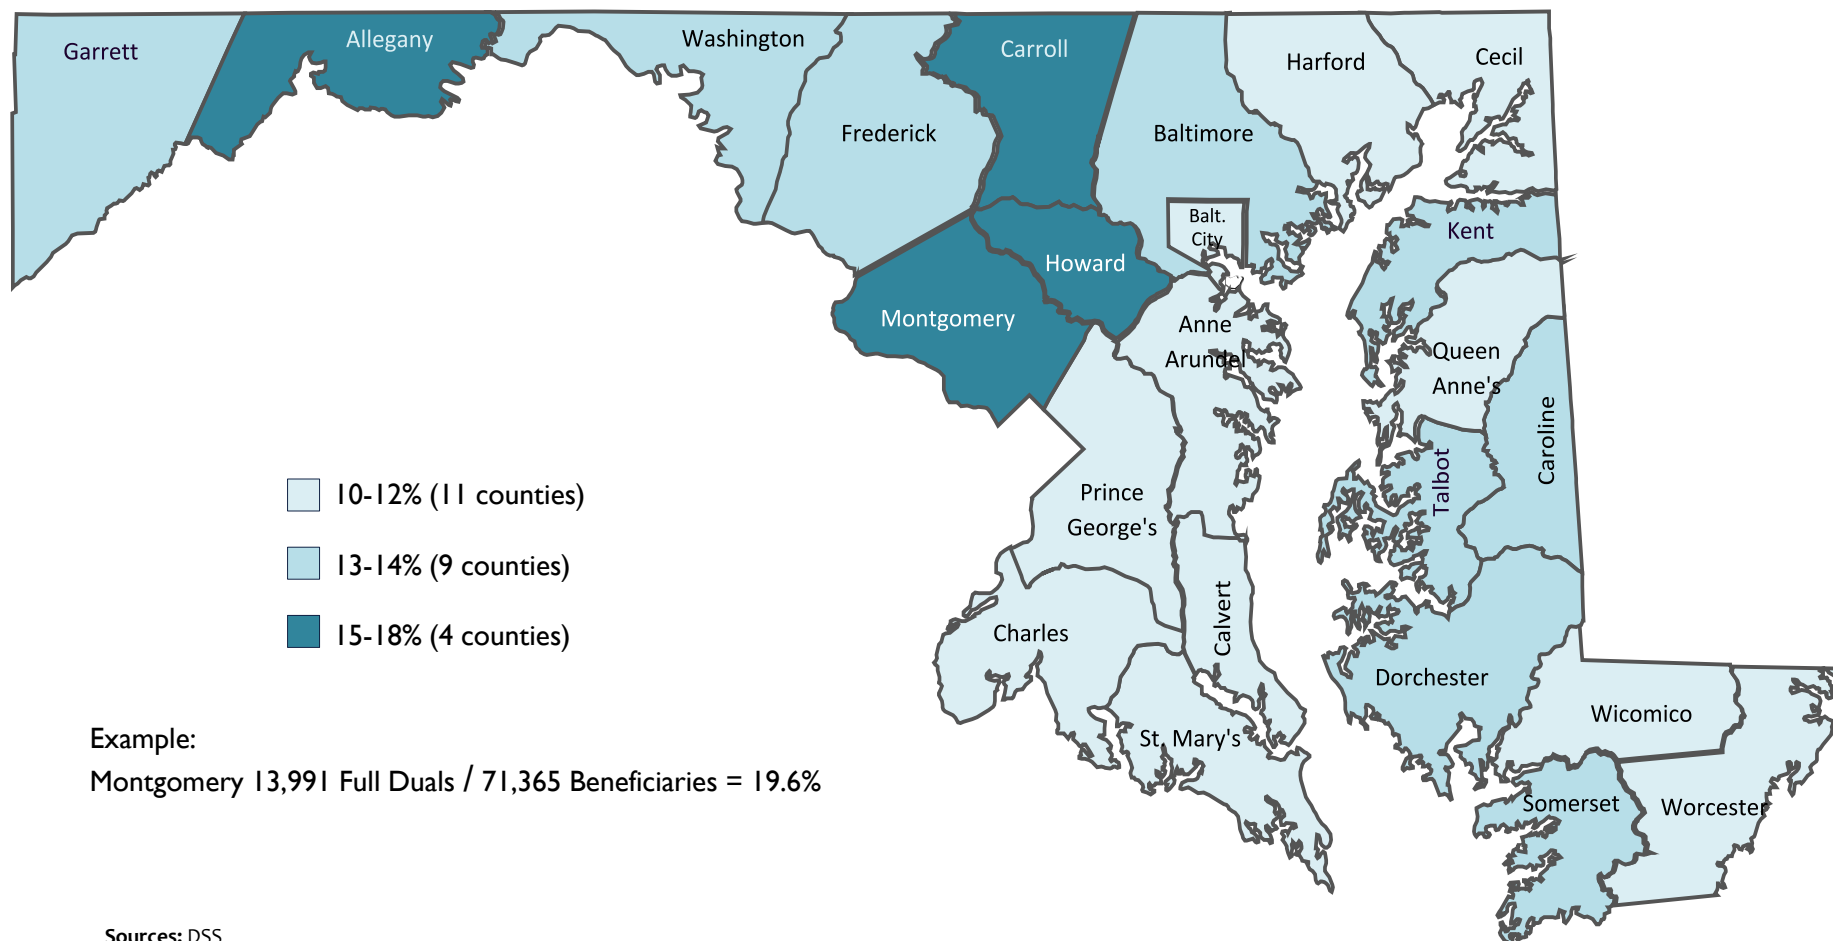 Garrett
Allegany
Washington
Frederick
Carroll
Baltimore
Harford
Cecil
Balt.
City
Kent
Howard
Montgomery
Anne
Arundel
Queen
Anne's
Caroline
Talbot
Prince
George's
Calvert
Charles
St. Mary's
Dorchester
Wicomico
Somerset
Worcester
10-12% (11 counties)
13-14% (9 counties)
15-18% (4 counties)
Example:
Montgomery 13,991 Full Duals / 71,365 Beneficiaries = 19.6%
Sources: DSS